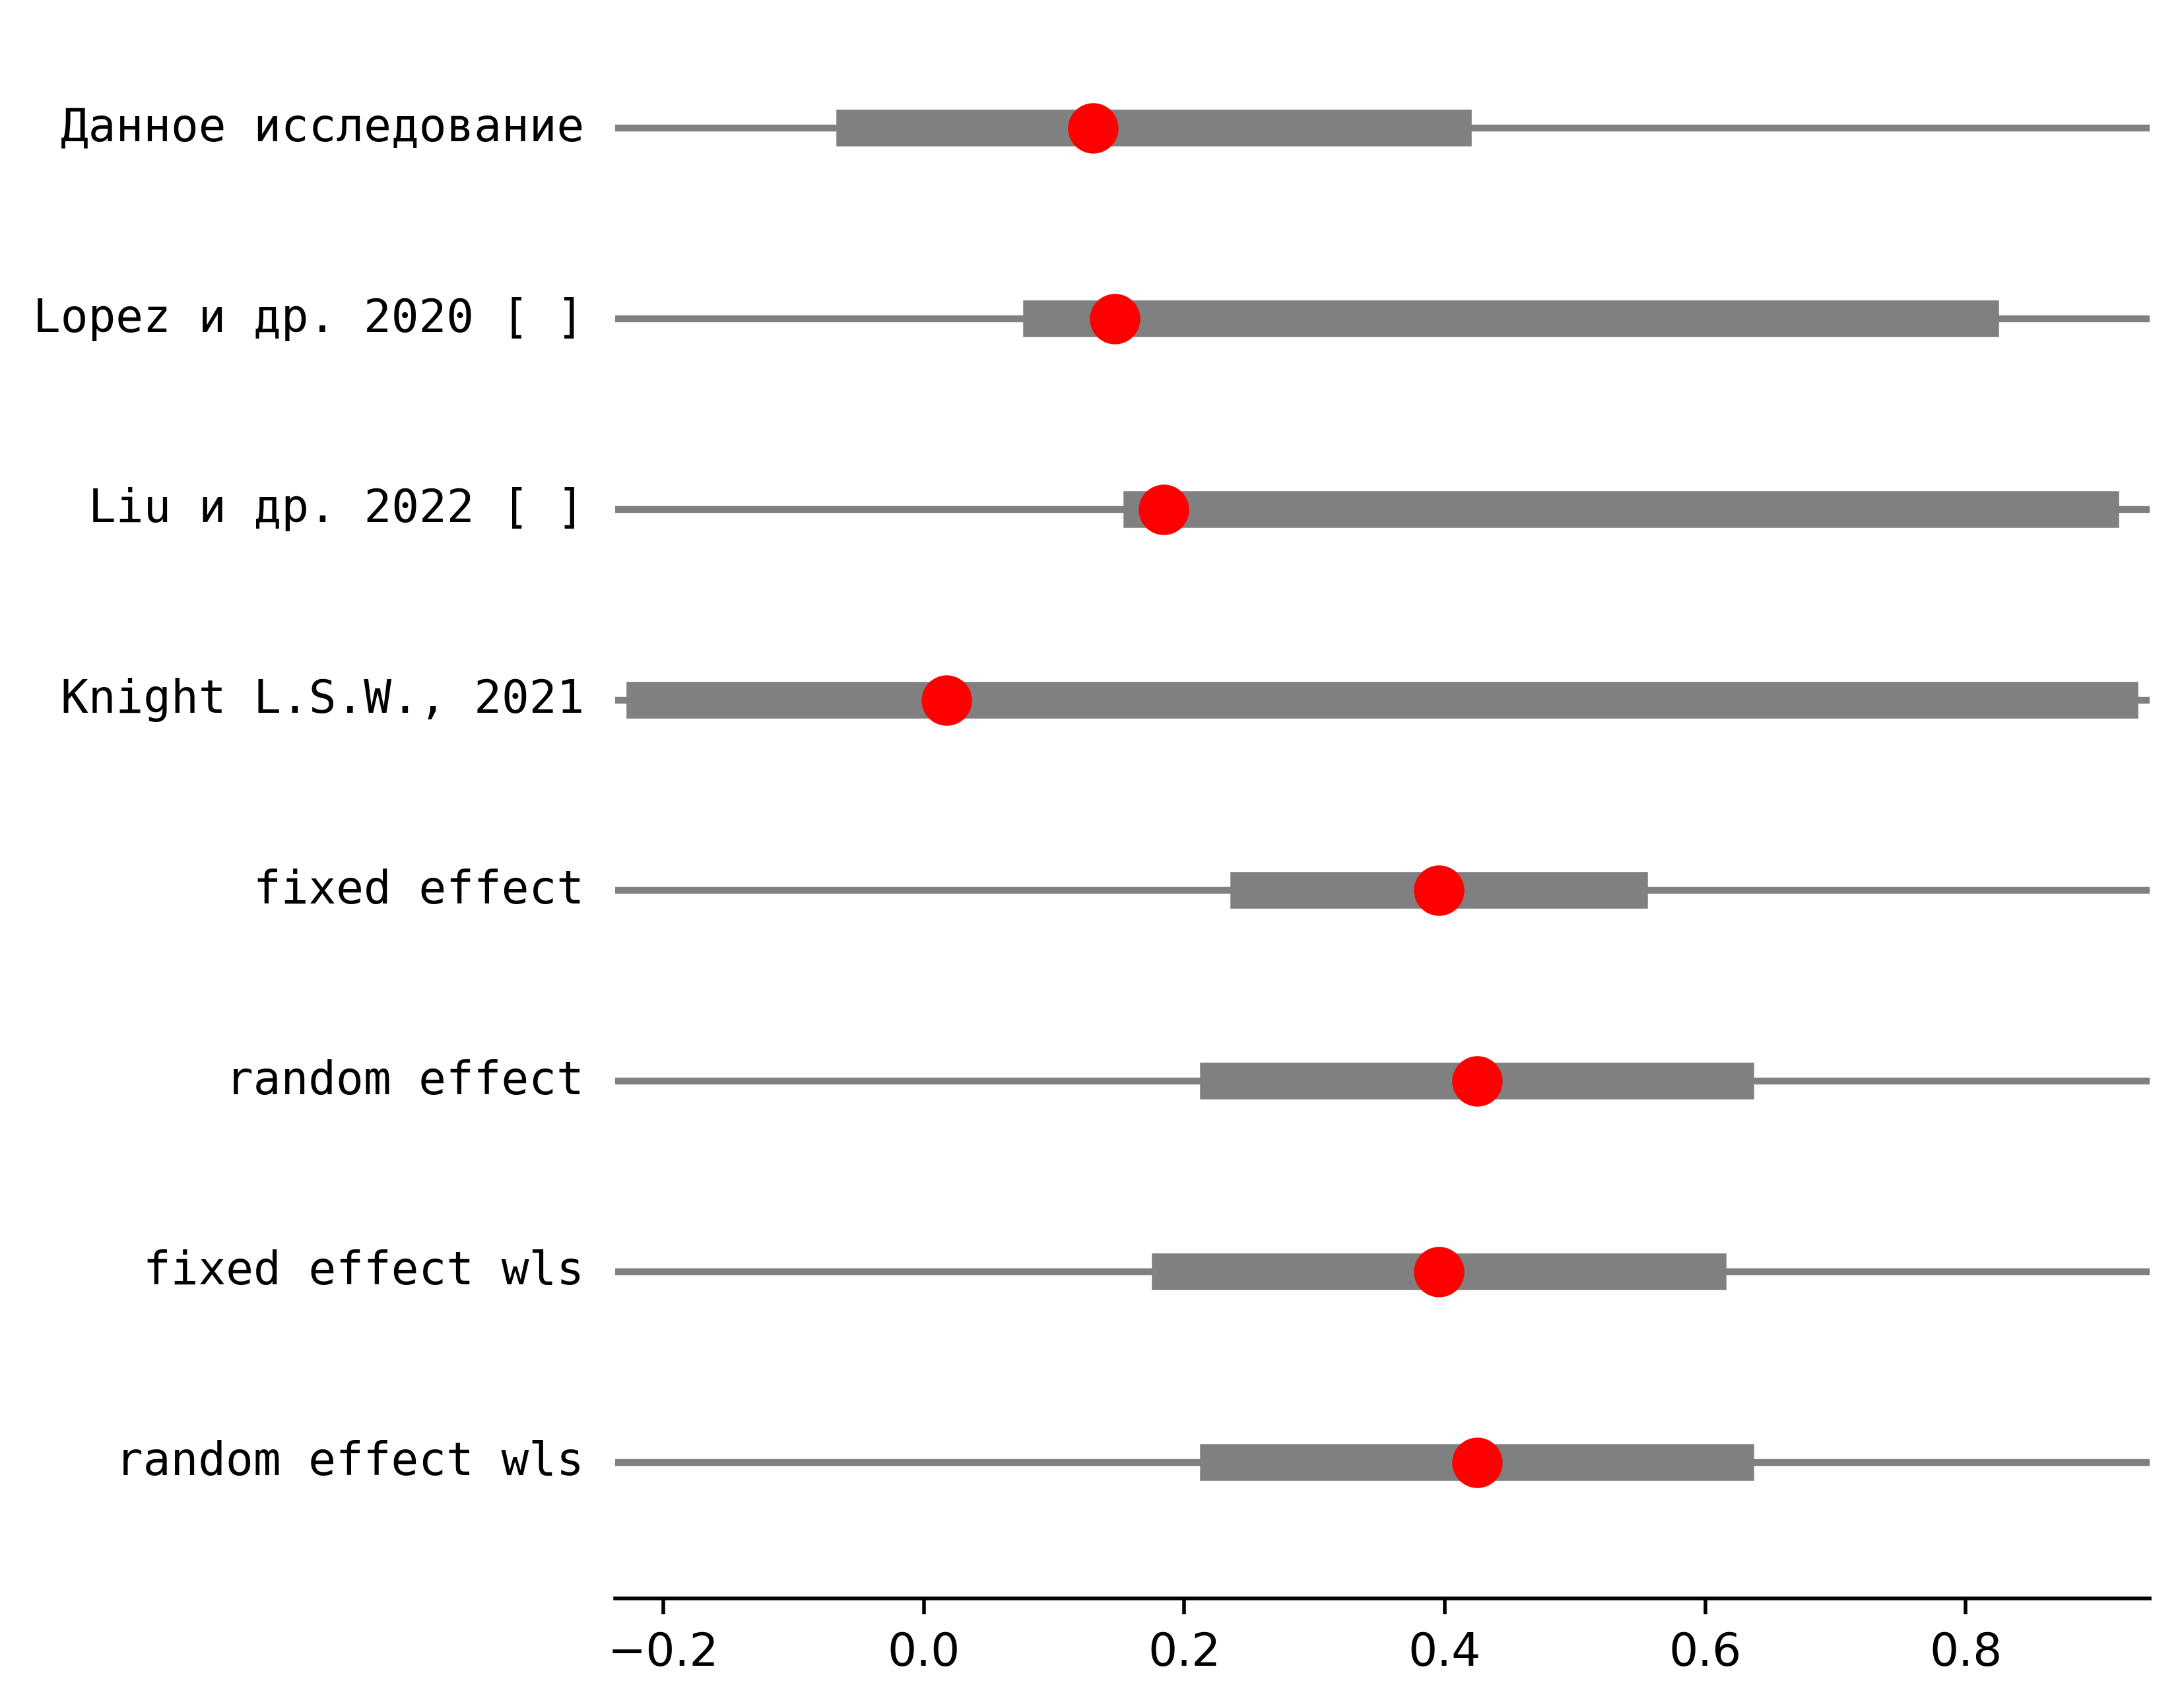 Данное исследование
Lopez и др. 2020 [ ]
Liu и др. 2022 [ ]
Knight L.S.W., 2021
fixed effect
random effect
fixed effect wls
random effect wls
−0.2 0.0 0.2 0.4 0.6 0.8